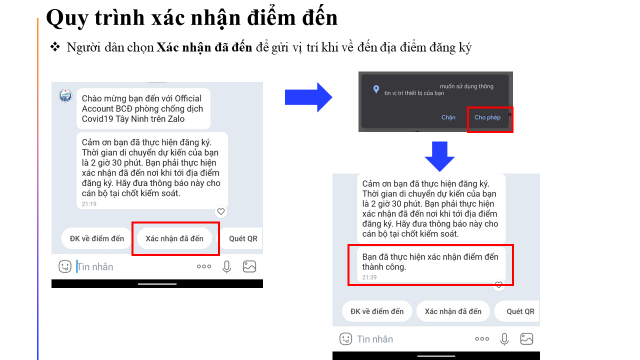 Quy trình xác nhận điểm đến
❖ Người dân chọn Xác nhận đã đến để gửi vị trí khi về đến địa điểm đăng ký
Chào mừng bạn đến với Official
Account BCĐ phòng chống dịch
Covid19 Tây Ninh trên Zalo
Cảm ơn bạn đã thực hiện đăng ký.
Thời gian di chuyển dự kiến của bạn
là 2 giờ 30 phút. Bạn phải thực hiện
xác nhận đã đến nơi khi tới địa điểm
đăng ký. Hãy đưa thông báo này cho
cán bộ tại chốt kiểm soát.
21:19
ĐK về điểm đến
Xác nhận đã đến
Quét QR
Tin nhắn
muốn sử dụng thông
tin vị trí thiết bị của bạn
Chặn
Cho phép
Cảm ơn bạn đã thực hiện đăng ký.
Thời gian di chuyển dự kiến của bạn
là 2 giờ 30 phút. Bạn phải thực hiện
xác nhận đã đến nơi khi tới địa điểm
đăng ký. Hãy đưa thông báo này cho
cán bộ tại chốt kiểm soát.
Bạn đã thực hiện xác nhận điểm đến
thành công.
21:39
ĐK về điểm đến
Xác nhận đã đến
Quét QR
Tin nhắn